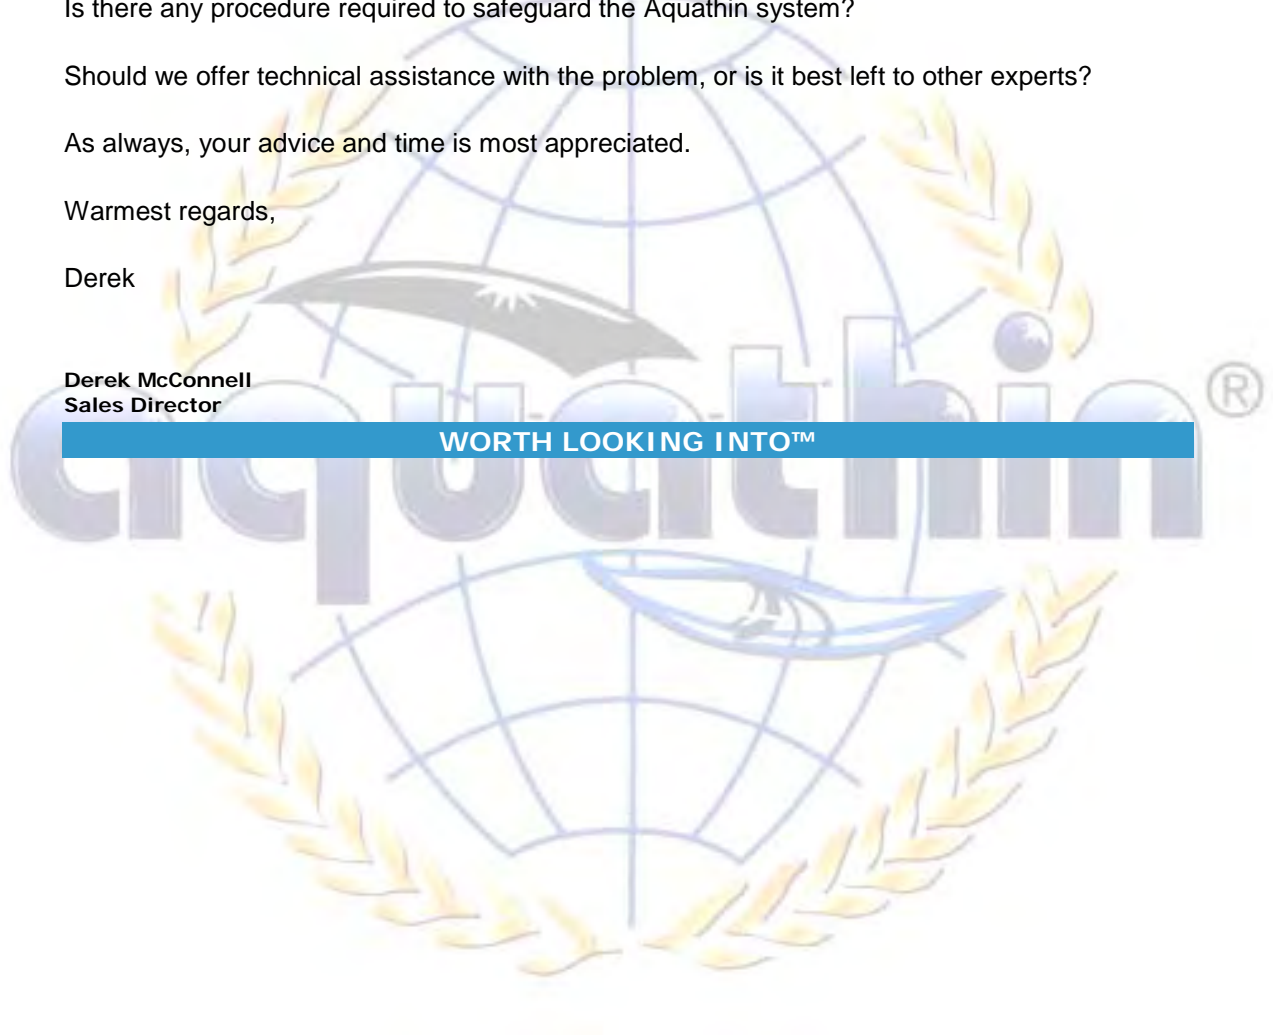 Is there any procedure required to safeguard the Aquathin system?
Should we offer technical assistance with the problem, or is it best left to other experts?
As always, your advice and time is most appreciated.
Warmest regards,
Derek
Derek McConnell
Sales Director
aquathin®
WORTH LOOKING INTO™